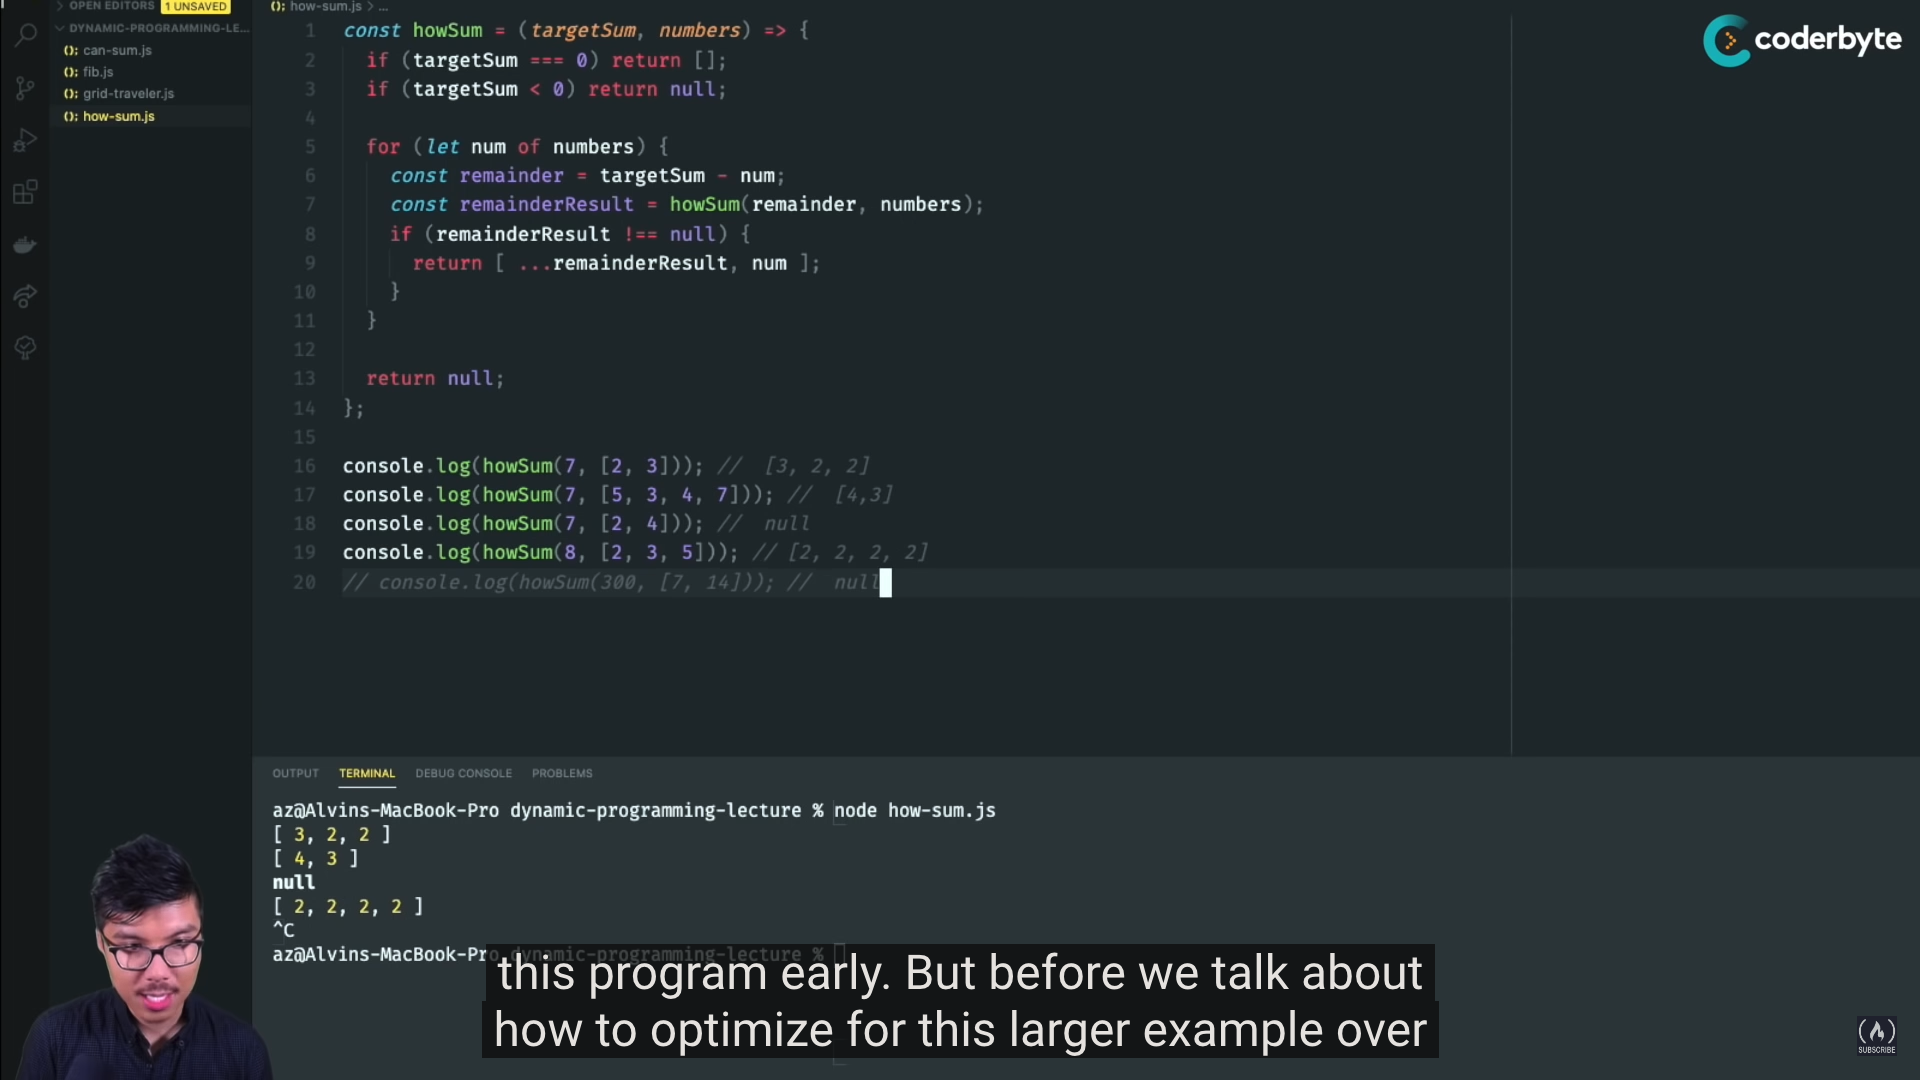 OPEN EDITORS 1 UNSAVED
DYNAMIC-PROGRAMMING-LE...
can-sum.js
fib.js
grid-traveler.js
how-sum.js
how-sum.js > ...
1 const howSum = (targetSum, numbers) => {
2 if (targetSum === 0) return [];
3 if (targetSum < 0) return null;
4
5 for (let num of numbers) {
6 const remainder = targetSum - num;
7 const remainderResult = howSum(remainder, numbers);
8 if (remainderResult !== null) {
9 return [ ...remainderResult, num ];
10 }
11 }
12
13 return null;
14 };
15
16 console.log(howSum(7, [2, 3])); // [3, 2, 2]
17 console.log(howSum(7, [5, 3, 4, 7])); // [4,3]
18 console.log(howSum(7, [2, 4])); // null
19 console.log(howSum(8, [2, 3, 5])); // [2, 2, 2, 2]
20 // console.log(howSum(300, [7, 14])); // null
coderbyte
OUTPUT TERMINAL DEBUG CONSOLE PROBLEMS
az@Alvins-MacBook-Pro dynamic-programming-lecture % node how-sum.js
[ 3, 2, 2 ]
[ 4, 3 ]
null
[ 2, 2, 2, 2 ]
^C
az@Alvins-MacBook-Pro dynamic-programming-lecture %
this program early. But before we talk about
how to optimize for this larger example over
SUBSCRIBE